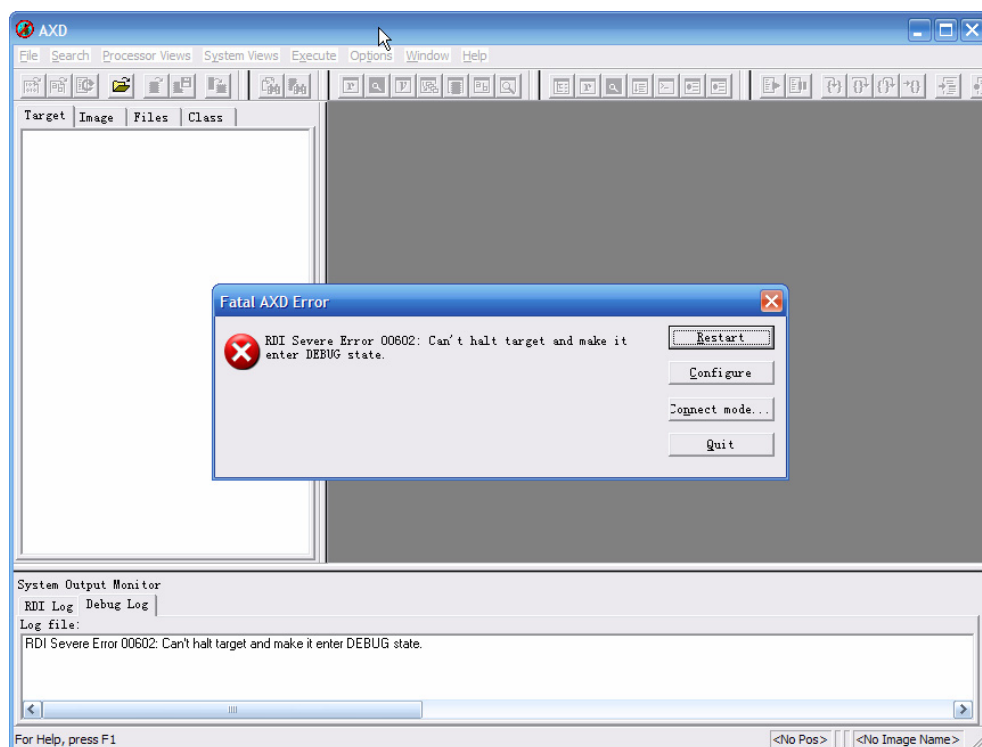 AXD
File Search Processor Views System Views Execute Options Window Help
Target Image Files Class
Fatal AXD Error
RDI Severe Error 00602: Can't halt target and make it
enter DEBUG state.
Restart
Configure
Connect mode...
Quit
System Output Monitor
RDI Log Debug Log
Log file:
RDI Severe Error 00602: Can't halt target and make it enter DEBUG state.
For Help, press F1 <No Pos> <No Image Name>